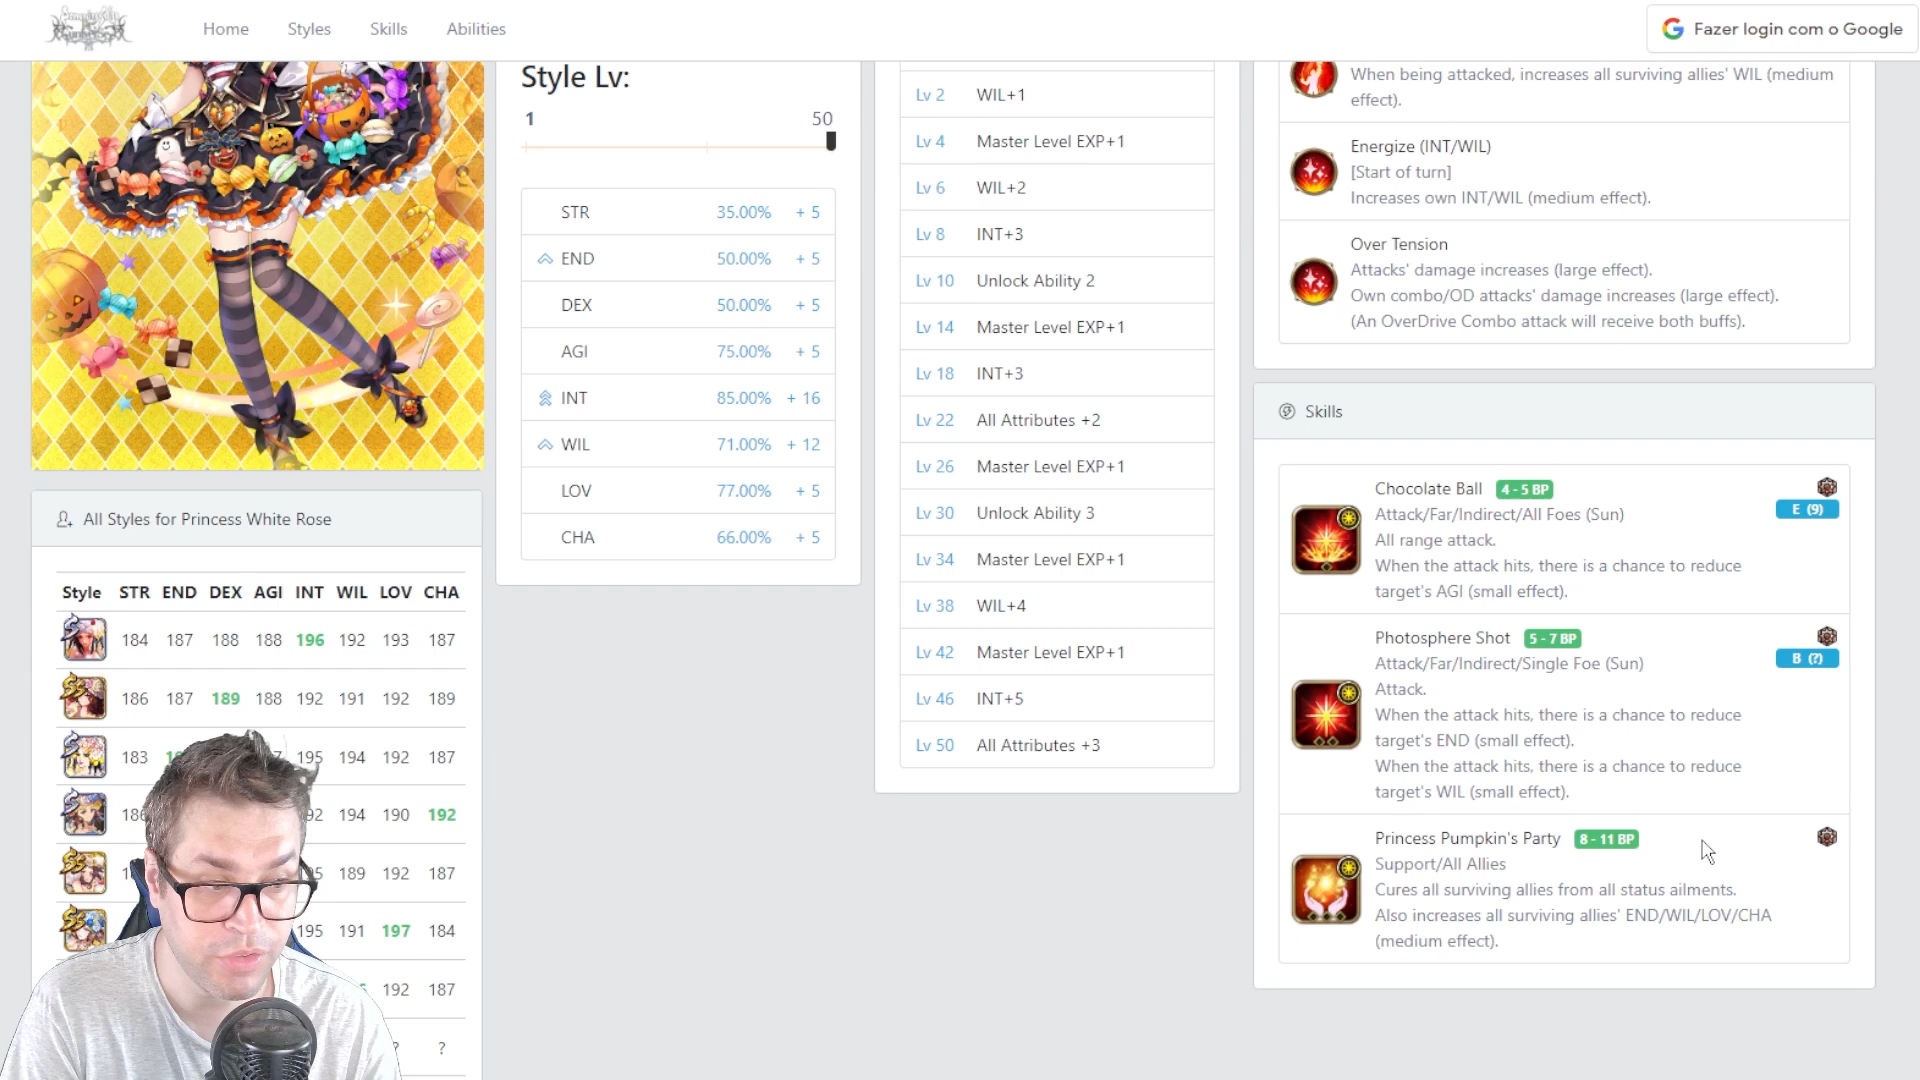 Home
Styles
Skills
Abilities
Fazer login com o Google
Style Lv:
1
50
STR 35.00% + 5
END 50.00% + 5
DEX 50.00% + 5
AGI 75.00% + 5
INT 85.00% + 16
WIL 71.00% + 12
LOV 77.00% + 5
CHA 66.00% + 5
All Styles for Princess White Rose
Style STR END DEX AGI INT WIL LOV CHA
184 187 188 188 196 192 193 187
186 187 189 188 192 191 192 189
183 195 194 192 187
194 190 192
189 192 187
195 191 197 184
192 187
?
Lv 2 WIL+1
Lv 4 Master Level EXP+1
Lv 6 WIL+2
Lv 8 INT+3
Lv 10 Unlock Ability 2
Lv 14 Master Level EXP+1
Lv 18 INT+3
Lv 22 All Attributes +2
Lv 26 Master Level EXP+1
Lv 30 Unlock Ability 3
Lv 34 Master Level EXP+1
Lv 38 WIL+4
Lv 42 Master Level EXP+1
Lv 46 INT+5
Lv 50 All Attributes +3
When being attacked, increases all surviving allies' WIL (medium
effect).
Energize (INT/WIL)
[Start of turn]
Increases own INT/WIL (medium effect).
Over Tension
Attacks' damage increases (large effect).
Own combo/OD attacks' damage increases (large effect).
(An OverDrive Combo attack will receive both buffs).
Skills
Chocolate Ball 4 - 5 BP
E (9)
Attack/Far/Indirect/All Foes (Sun)
All range attack.
When the attack hits, there is a chance to reduce
target's AGI (small effect).
Photosphere Shot 5 - 7 BP
B (?)
Attack/Far/Indirect/Single Foe (Sun)
Attack.
When the attack hits, there is a chance to reduce
target's END (small effect).
When the attack hits, there is a chance to reduce
target's WIL (small effect).
Princess Pumpkin's Party 8 - 11 BP
Support/All Allies
Cures all surviving allies from all status ailments.
Also increases all surviving allies' END/WIL/LOV/CHA
(medium effect).